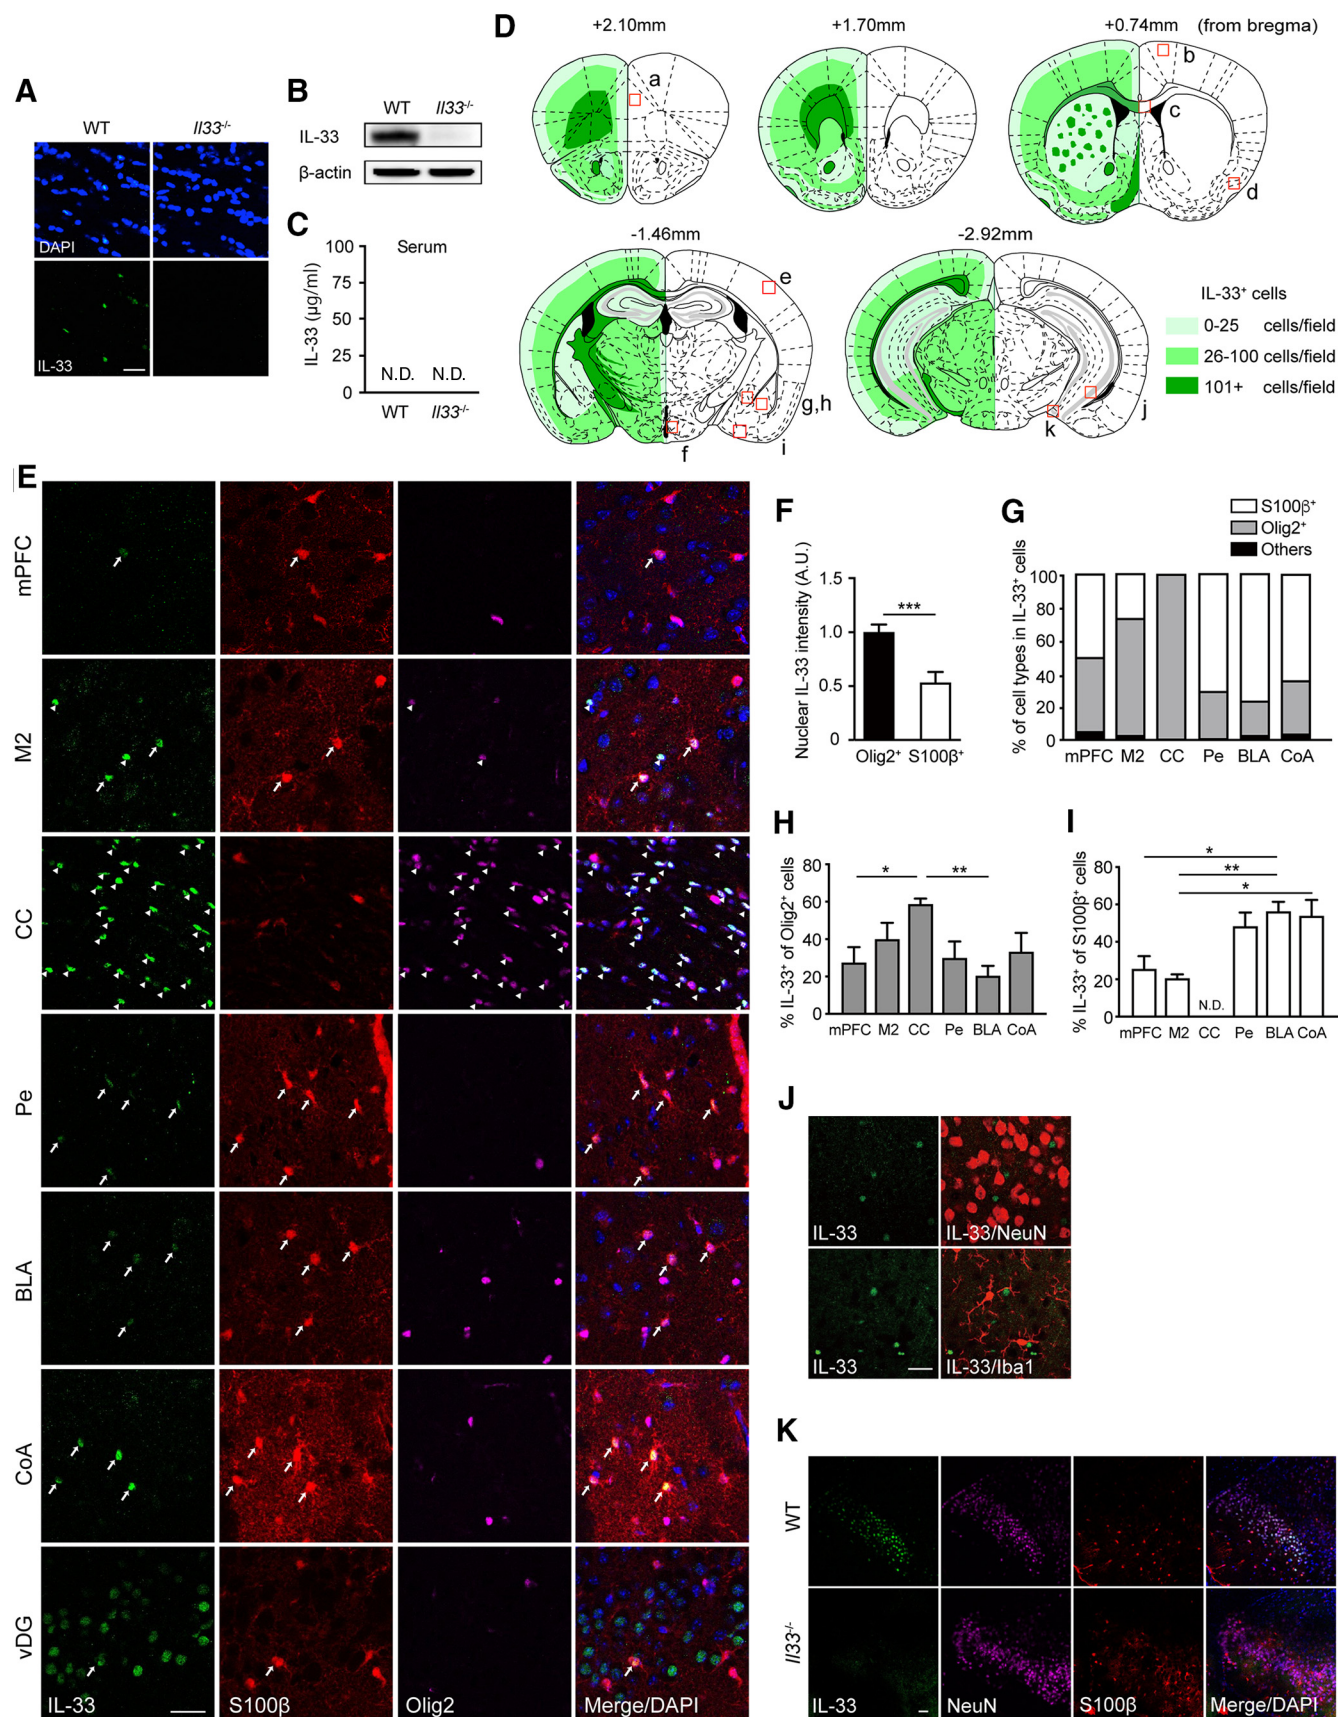 A
WT
Il33-/-
DAPI
IL-33
B
WT
Il33-/-
IL-33
β-actin
C
100
75
50
25
0
IL-33 (μg/ml)
Serum
N.D.
N.D.
WT
Il33-/-
D
+2.10mm
+1.70mm
+0.74mm
(from bregma)
a
b
c
d
-1.46mm
-2.92mm
e
f
g,h
i
j
k
IL-33+ cells
0-25 cells/field
26-100 cells/field
101+ cells/field
E
mPFC
M2
CC
Pe
BLA
CoA
vDG
IL-33
S100β
Olig2
Merge/DAPI
F
Nuclear IL-33 intensity (A.U.)
1.5
1.0
0.5
0
***
Olig2+
S100β+
G
S100β+
Olig2+
Others
% of cell types in IL-33+ cells
100
80
60
40
20
0
mPFC M2 CC Pe BLA CoA
H
% IL-33+ of Olig2+ cells
80
60
40
20
0
*
**
mPFC M2 CC Pe BLA CoA
I
% IL-33+ of S100β+ cells
80
60
40
20
0
*
**
*
N.D.
mPFC M2 CC Pe BLA CoA
J
IL-33
IL-33/NeuN
IL-33
IL-33/Iba1
K
WT
Il33-/-
IL-33
NeuN
S100β
Merge/DAPI